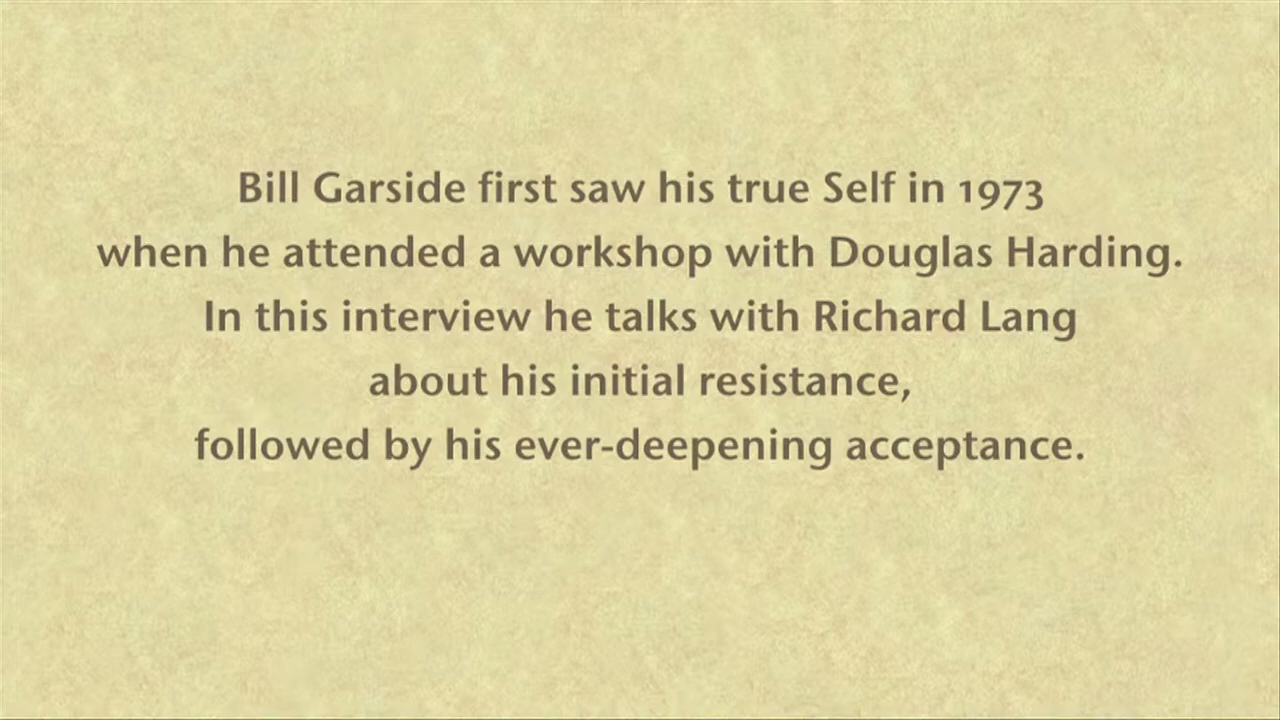 Bill Garside first saw his true Self in 1973
when he attended a workshop with Douglas Harding.
In this interview he talks with Richard Lang
about his initial resistance,
followed by his ever-deepening acceptance.